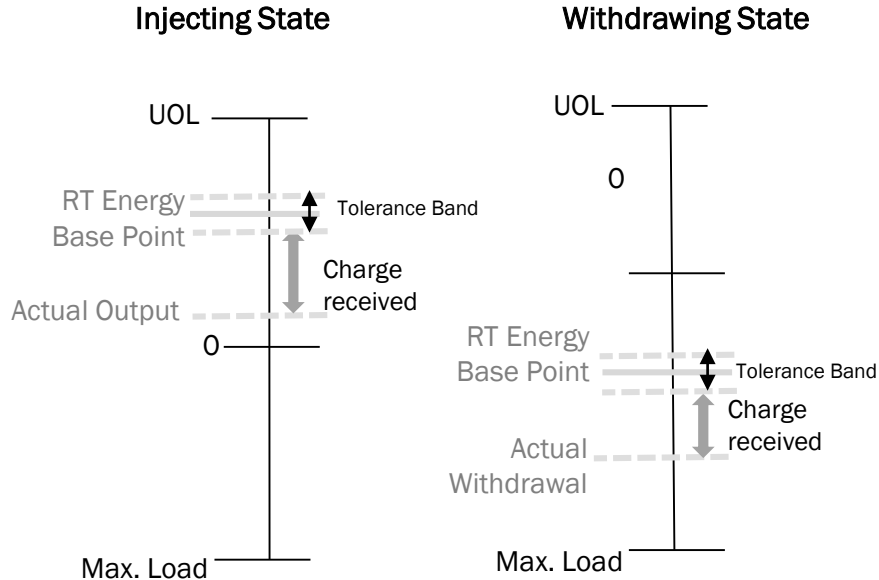 Injecting State
UOL
RT Energy
Base Point
Tolerance Band
Charge
received
Actual Output
0
Max. Load
Withdrawing State
UOL
0
RT Energy
Base Point
Tolerance Band
Charge
received
Actual
Withdrawal
Max. Load